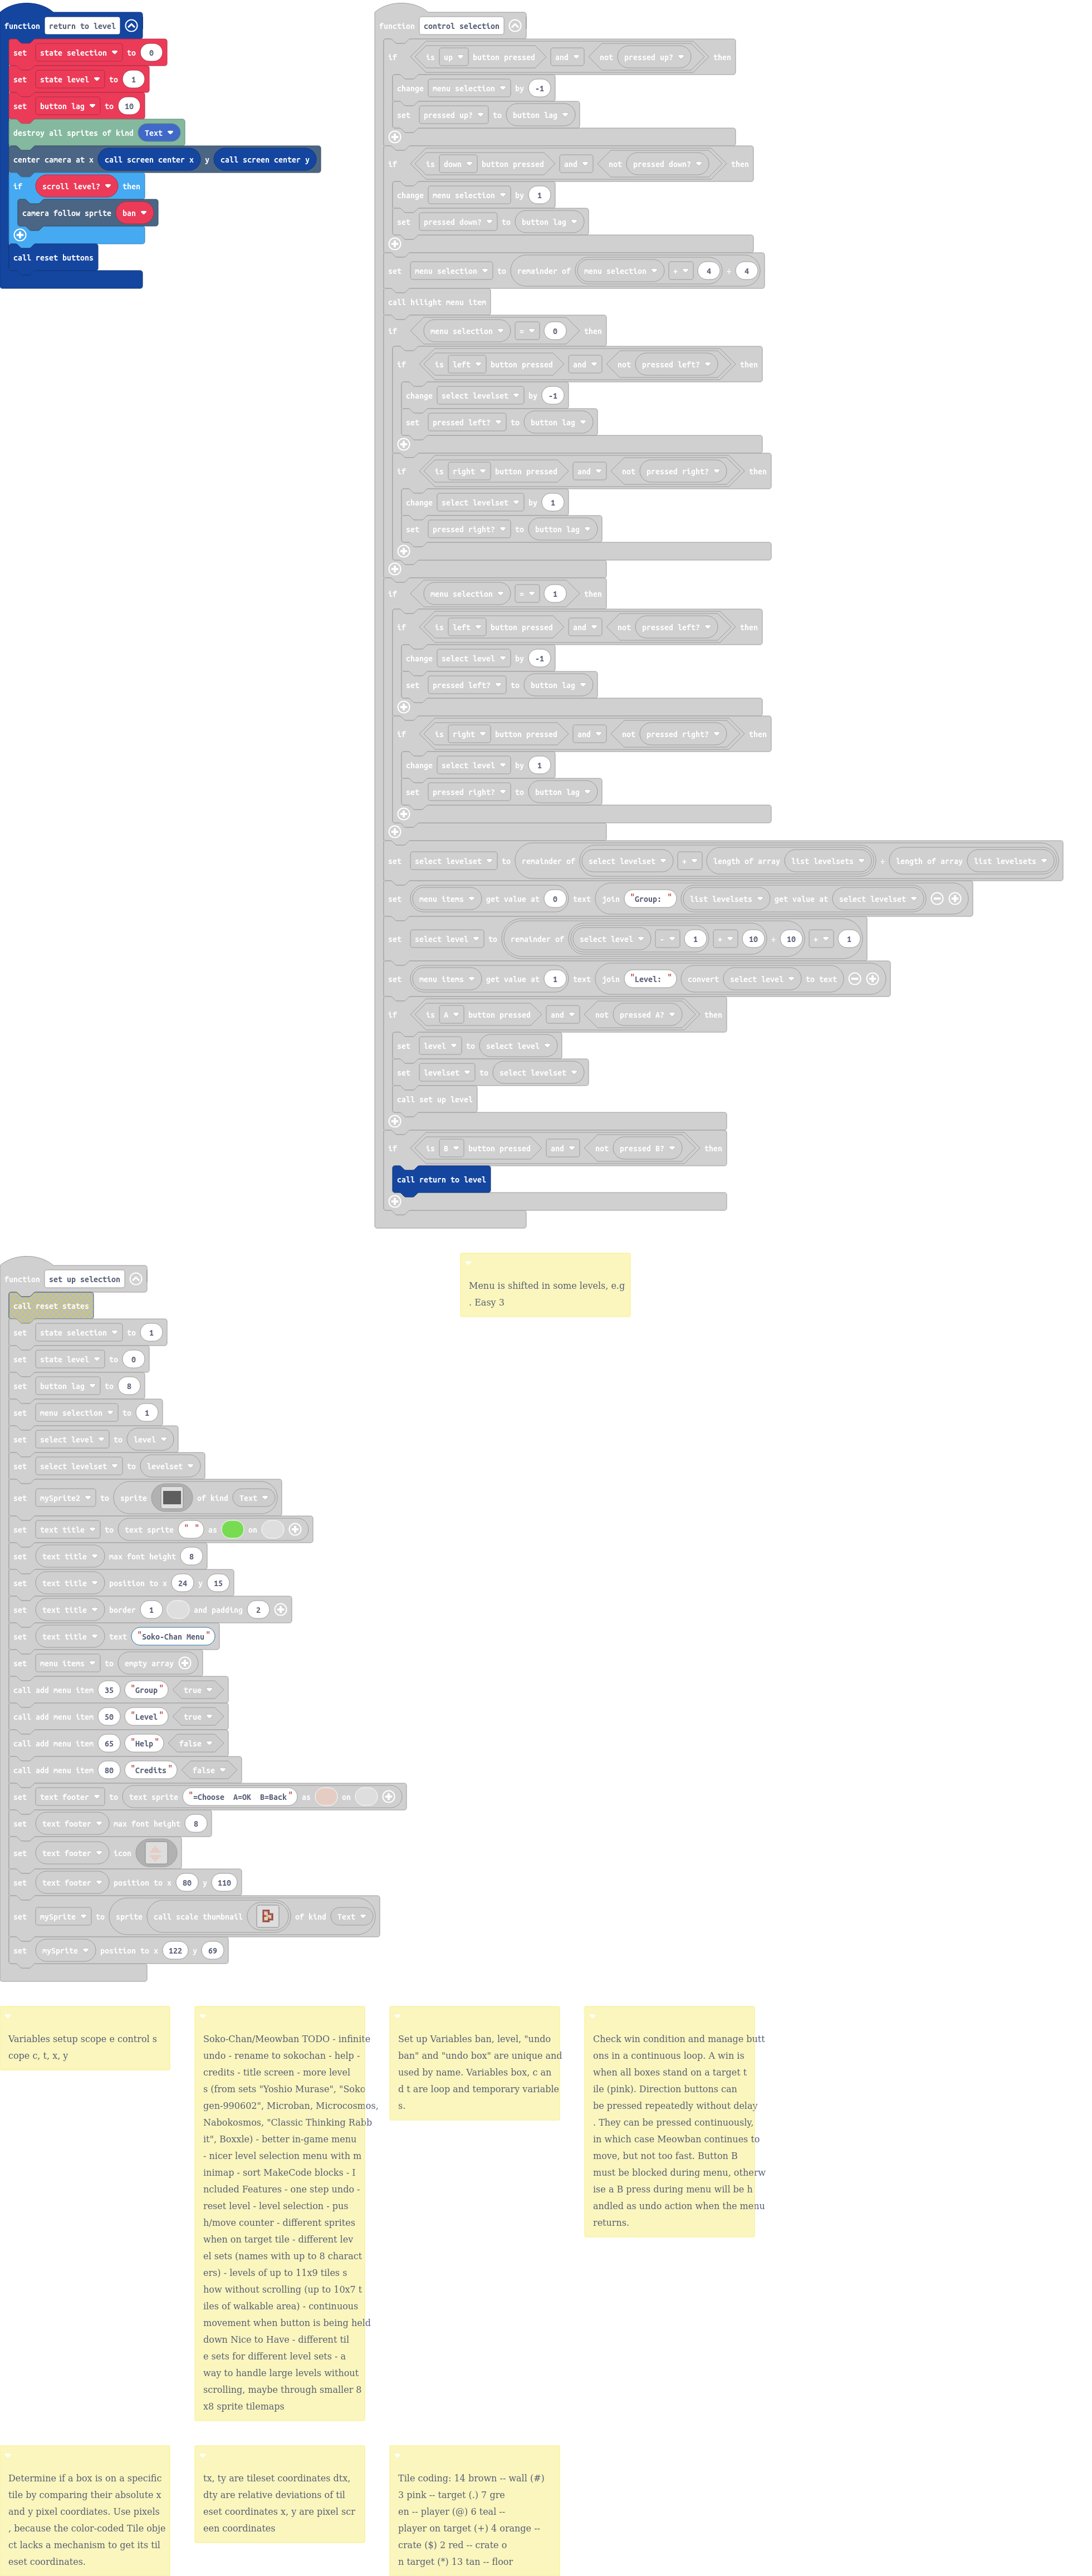 function return to level
set state selection to 0
set state level to 1
set button lag to 10
destroy all sprites of kind Text
center camera at x call screen center x y call screen center y
if scroll level? then
camera follow sprite ban
call reset buttons
function control selection
if is up button pressed and not pressed up? then
change menu selection by -1
set pressed up? to button lag
if is down button pressed and not pressed down? then
change menu selection by 1
set pressed down? to button lag
set menu selection to remainder of menu selection + 4 ÷ 4
call hilight menu item
if menu selection = 0 then
if is left button pressed and not pressed left? then
change select levelset by -1
set pressed left? to button lag
if is right button pressed and not pressed right? then
change select levelset by 1
set pressed right? to button lag
if menu selection = 1 then
if is left button pressed and not pressed left? then
change select level by -1
set pressed left? to button lag
if is right button pressed and not pressed right? then
change select level by 1
set pressed right? to button lag
set select levelset to remainder of select levelset + length of array list levelsets ÷ length of array list levelsets
set menu items get value at 0 text join "Group: " list levelsets get value at select levelset
set select level to remainder of select level - 1 + 10 ÷ 10 + 1
set menu items get value at 1 text join "Level: " convert select level to text
if is A button pressed and not pressed A? then
set level to select level
set levelset to select levelset
call set up level
if is B button pressed and not pressed B? then
call return to level
function set up selection
call reset states
set state selection to 1
set state level to 0
set button lag to 8
set menu selection to 1
set select level to level
set select levelset to levelset
set mySprite2 to sprite of kind Text
set text title to text sprite " " as on
set text title max font height 8
set text title position to x 24 y 15
set text title border 1 and padding 2
set text title text "Soko-Chan Menu"
set menu items to empty array
call add menu item 35 "Group" true
call add menu item 50 "Level" true
call add menu item 65 "Help" false
call add menu item 80 "Credits" false
set text footer to text sprite "=Choose  A=OK  B=Back" as on
set text footer max font height 8
set text footer icon
set text footer position to x 80 y 110
set mySprite to sprite call scale thumbnail of kind Text
set mySprite position to x 122 y 69
Menu is shifted in some levels, e.g
. Easy 3
Variables setup scope e control s
cope c, t, x, y
Soko-Chan/Meowban TODO - infinite
undo - rename to sokochan - help -
credits - title screen - more level
s (from sets "Yoshio Murase", "Soko
gen-990602", Microban, Microcosmos,
Nabokosmos, "Classic Thinking Rabb
it", Boxxle) - better in-game menu
- nicer level selection menu with m
inimap - sort MakeCode blocks - I
ncluded Features - one step undo -
reset level - level selection - pus
h/move counter - different sprites
when on target tile - different lev
el sets (names with up to 8 charact
ers) - levels of up to 11x9 tiles s
how without scrolling (up to 10x7 t
iles of walkable area) - continuous
movement when button is being held
down Nice to Have - different til
e sets for different level sets - a
way to handle large levels without
scrolling, maybe through smaller 8
x8 sprite tilemaps
Set up Variables ban, level, "undo
ban" and "undo box" are unique and
used by name. Variables box, c an
d t are loop and temporary variable
s.
Check win condition and manage butt
ons in a continuous loop. A win is
when all boxes stand on a target t
ile (pink). Direction buttons can
be pressed repeatedly without delay
. They can be pressed continuously,
in which case Meowban continues to
move, but not too fast. Button B
must be blocked during menu, otherw
ise a B press during menu will be h
andled as undo action when the menu
returns.
Determine if a box is on a specific
tile by comparing their absolute x
and y pixel coordiates. Use pixels
, because the color-coded Tile obje
ct lacks a mechanism to get its til
eset coordinates.
tx, ty are tileset coordinates dtx,
dty are relative deviations of til
eset coordinates x, y are pixel scr
een coordinates
Tile coding: 14 brown -- wall (#)
3 pink -- target (.) 7 gre
en -- player (@) 6 teal --
player on target (+) 4 orange --
crate ($) 2 red -- crate o
n target (*) 13 tan -- floor